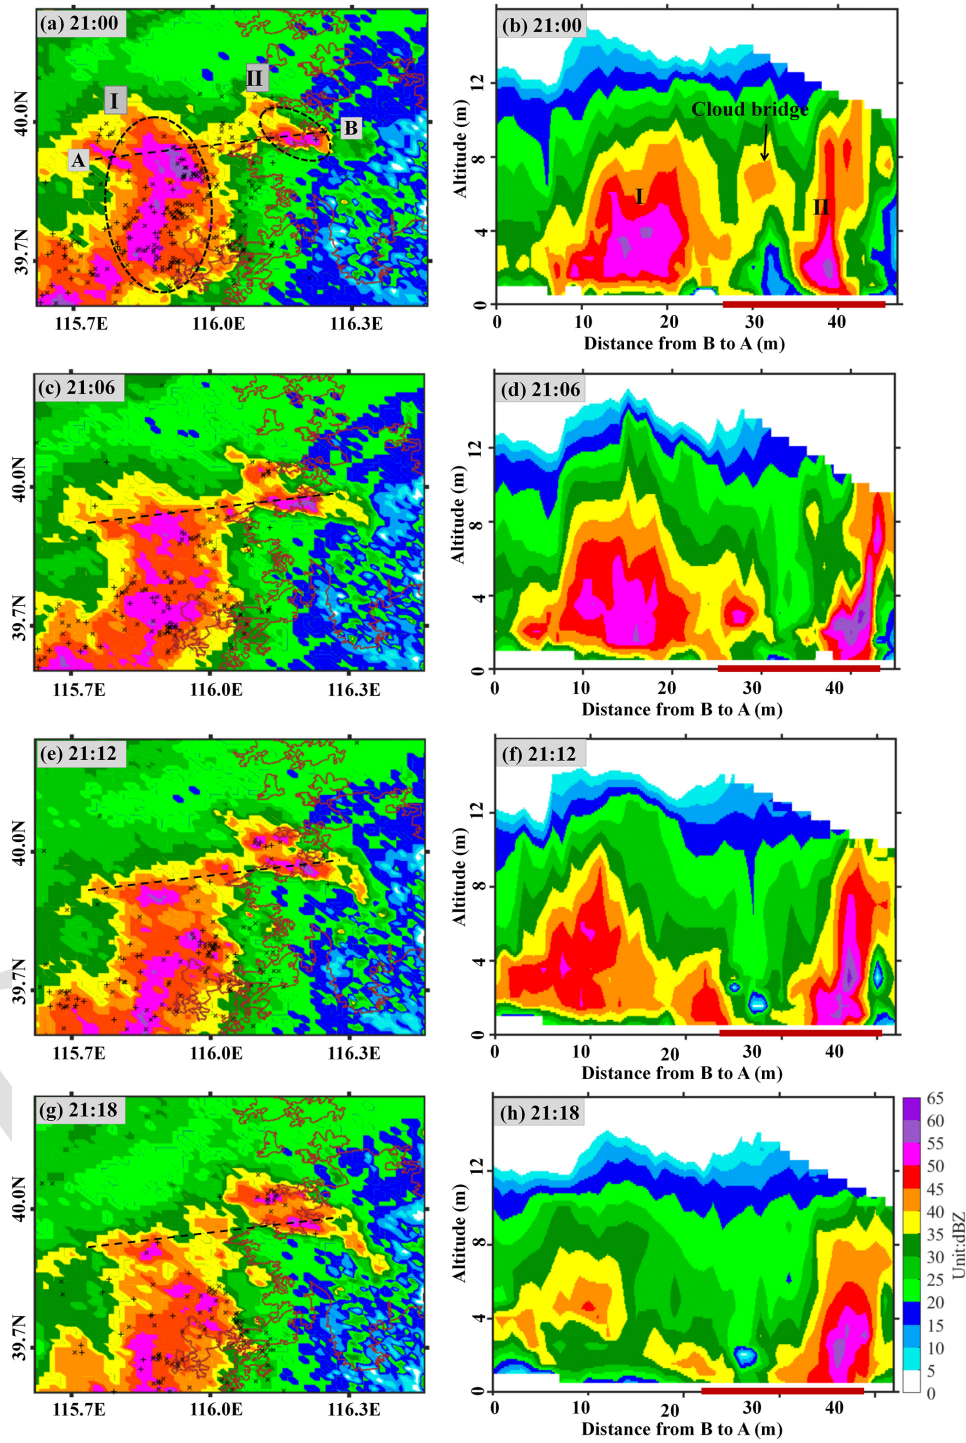 (a) 21:00
I
II
A
B
40.0N
39.7N
115.7E 116.0E 116.3E
(b) 21:00
Cloud bridge
I
II
Altitude (m)
12
8
4
0
0 10 20 30 40
Distance from B to A (m)
(c) 21:06
40.0N
39.7N
115.7E 116.0E 116.3E
(d) 21:06
Altitude (m)
12
8
4
0
0 10 20 30 40
Distance from B to A (m)
(e) 21:12
40.0N
39.7N
115.7E 116.0E 116.3E
(f) 21:12
Altitude (m)
12
8
4
0
0 10 20 30 40
Distance from B to A (m)
(g) 21:18
40.0N
39.7N
115.7E 116.0E 116.3E
(h) 21:18
Altitude (m)
12
8
4
0
0 10 20 30 40
Distance from B to A (m)
65
60
55
50
45
40
35
30
25
20
15
10
5
0
Unit:dBZ